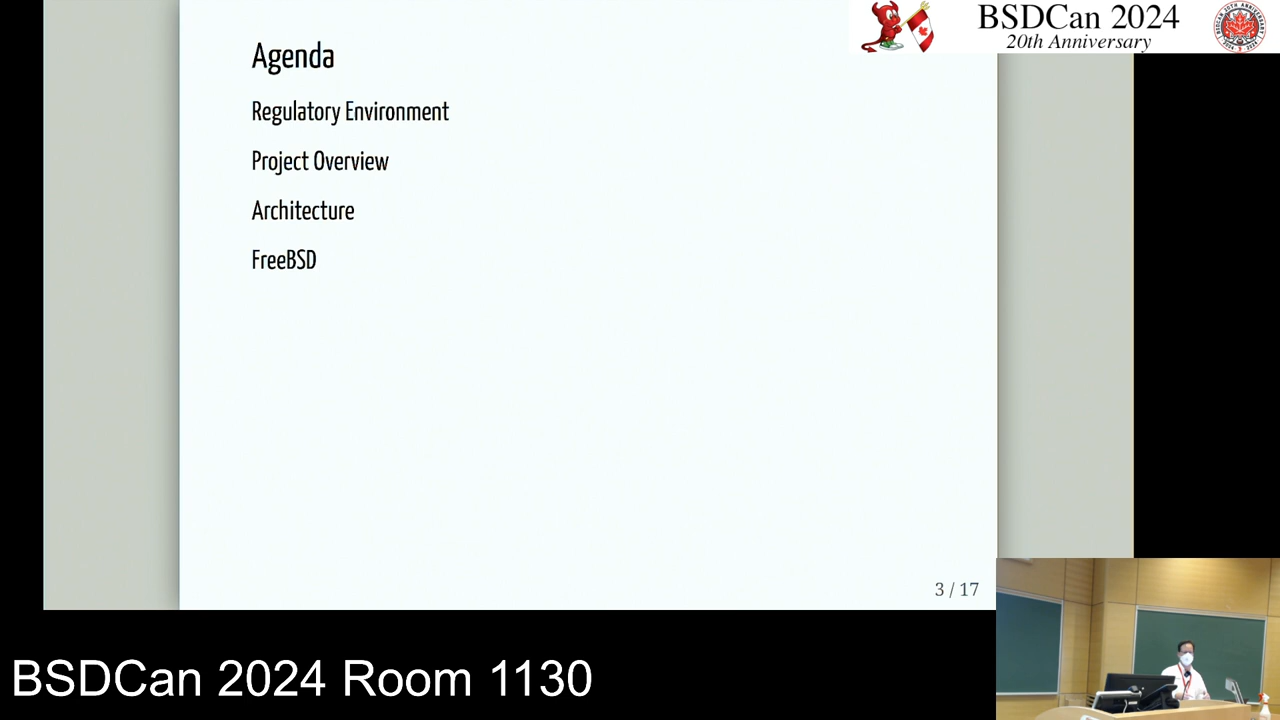 BSDCan 2024
20th Anniversary
Agenda
Regulatory Environment
Project Overview
Architecture
FreeBSD
3 / 17
BSDCan 2024 Room 1130